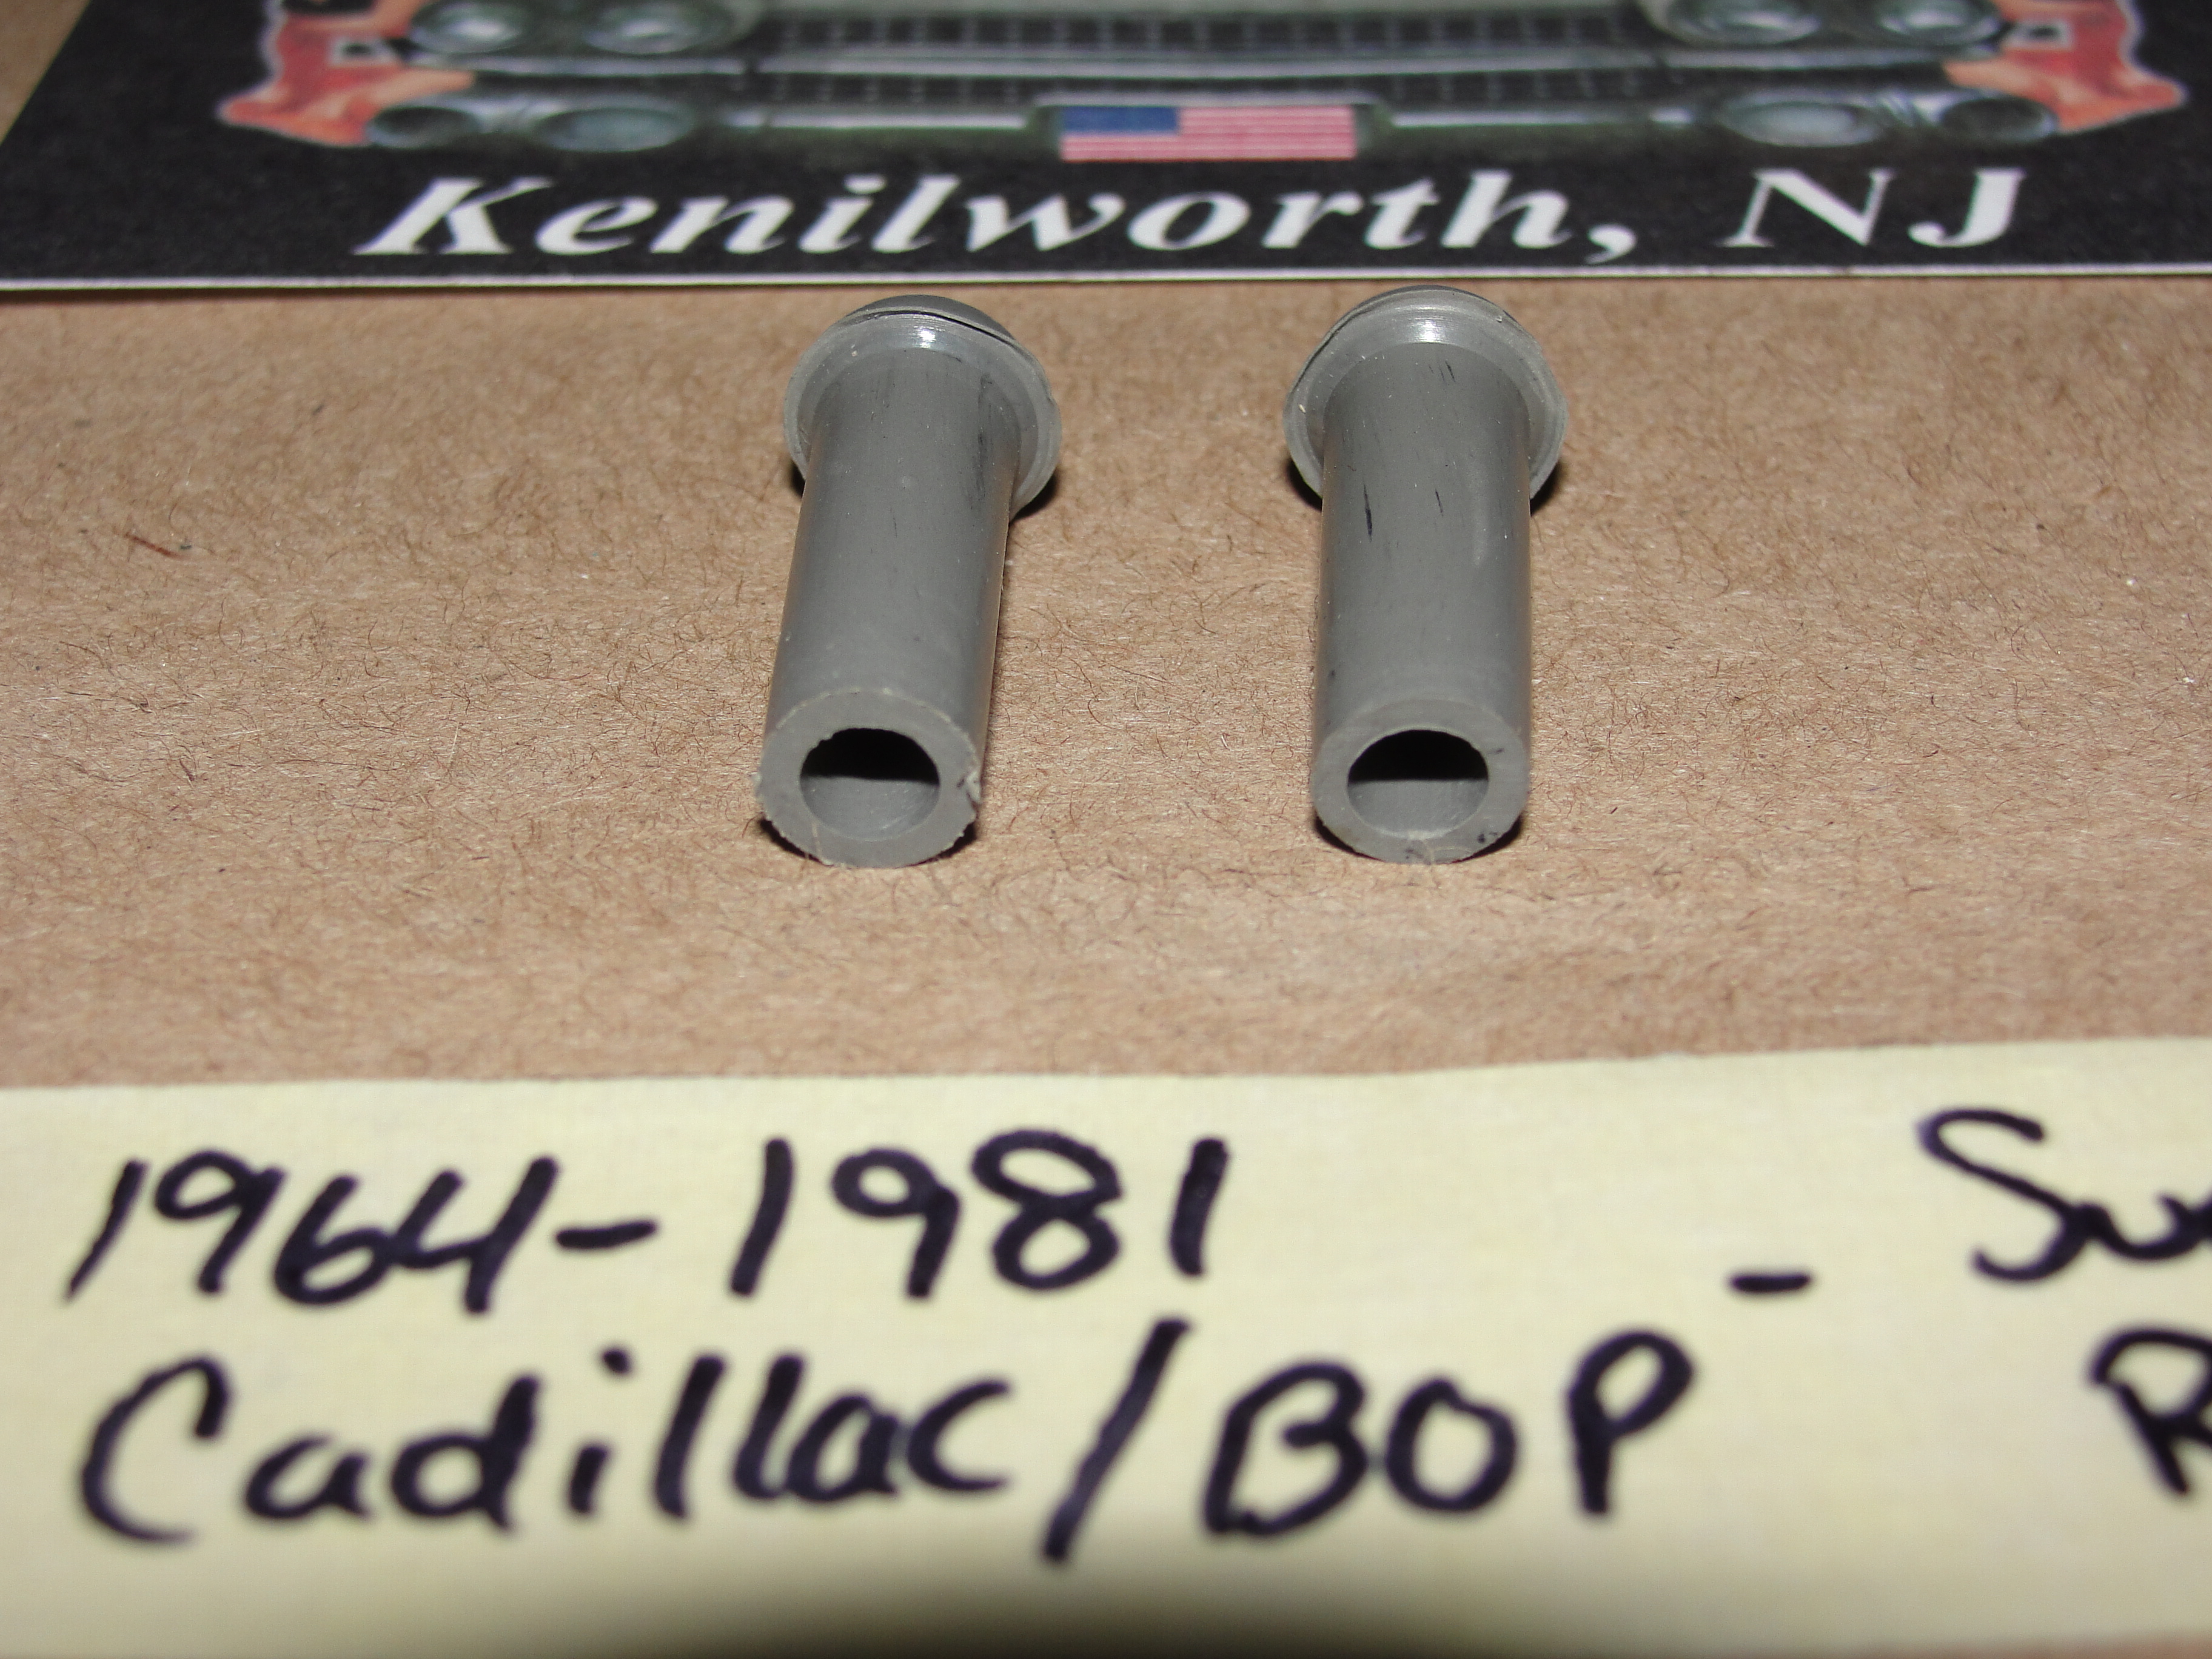 Kenilworth, NJ
1964-1981
Cadillac/BOP -